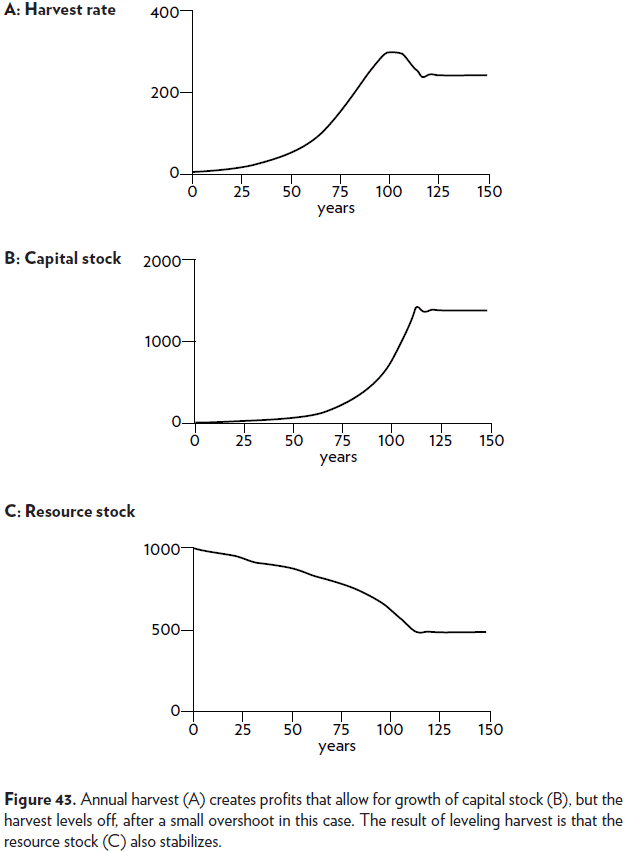 A: Harvest rate
400
200
0
0 25 50 75 100 125 150
years
B: Capital stock
2000
1000
0
0 25 50 75 100 125 150
years
C: Resource stock
1000
500
0
0 25 50 75 100 125 150
years
Figure 43. Annual harvest (A) creates profits that allow for growth of capital stock (B), but the
harvest levels off, after a small overshoot in this case. The result of leveling harvest is that the
resource stock (C) also stabilizes.